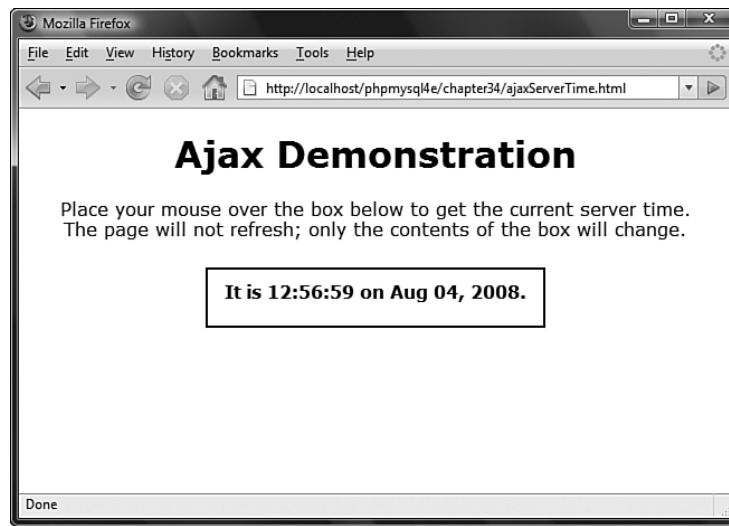 Mozilla Firefox
File Edit View History Bookmarks Tools Help
http://localhost/phpmysql4e/chapter34/ajaxServerTime.html
Ajax Demonstration
Place your mouse over the box below to get the current server time.
The page will not refresh; only the contents of the box will change.
It is 12:56:59 on Aug 04, 2008.
Done